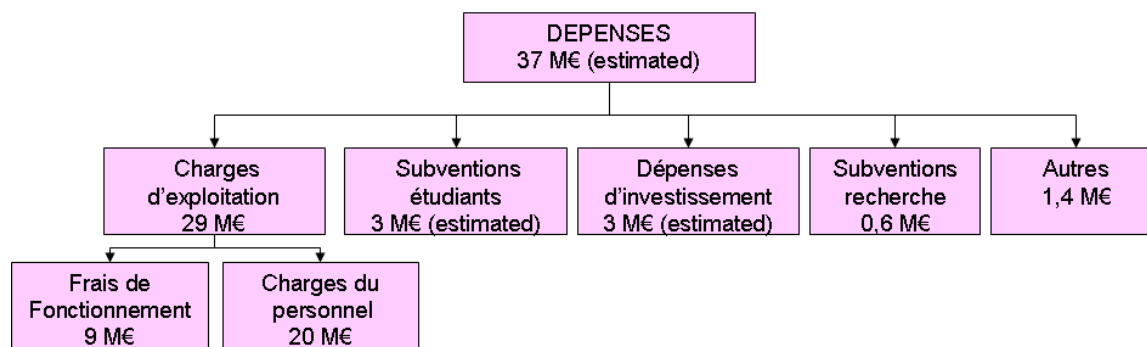 DEPENSES
37 M€ (estimated)
Charges
d'exploitation
29 M€
Subventions
étudiants
3 M€ (estimated)
Dépenses
d'investissement
3 M€ (estimated)
Subventions
recherche
0,6 M€
Autres
1,4 M€
Frais de
Fonctionnement
9 M€
Charges du
personnel
20 M€